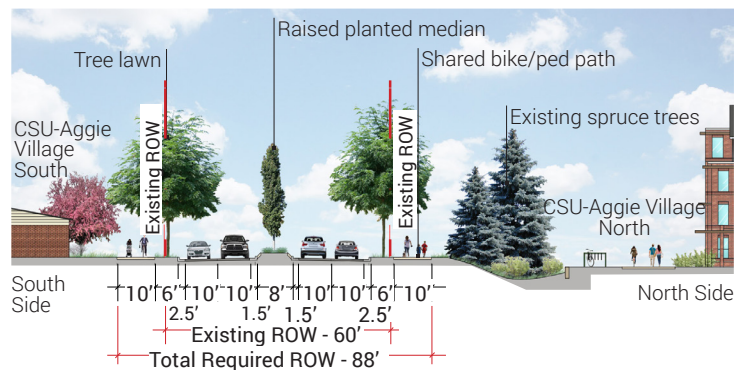 Raised planted median
Tree lawn
Shared bike/ped path
Existing spruce trees
CSU-Aggie
Village
South
Existing ROW
Existing ROW
CSU-Aggie Village
North
South
Side
10’ 6’ 10’ 10’ 8’ 10’ 10’ 6’ 10’
2.5’ 1.5’ 1.5’ 2.5’
North Side
Existing ROW - 60’
Total Required ROW - 88’